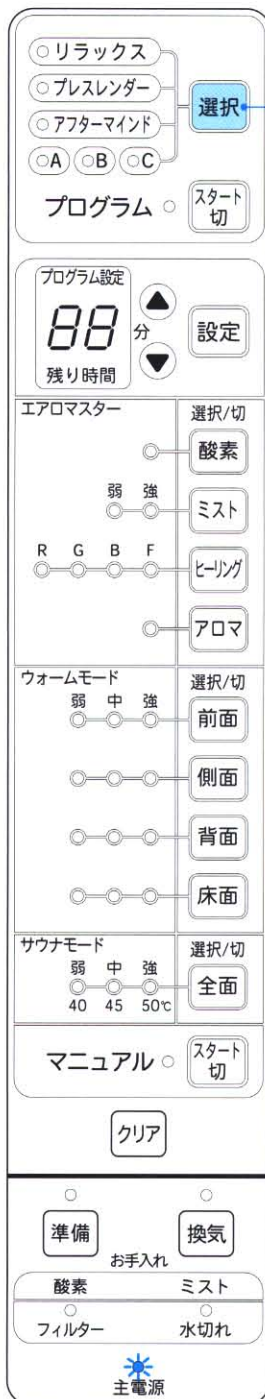 リラックス
プレスレンダー
アフターマインド
A B C
選択
プログラム
スタート
切
プログラム設定
88
分
残り時間
設定
エアロマスター
選択/切
酸素
弱 強
ミスト
R G B F
ヒーリング
アロマ
ウォームモード
選択/切
弱 中 強
前面
側面
背面
床面
サウナモード
選択/切
弱 中 強
40 45 50℃
全面
マニュアル
スタート
切
クリア
準備
換気
お手入れ
酸素 ミスト
フィルター 水切れ
主電源